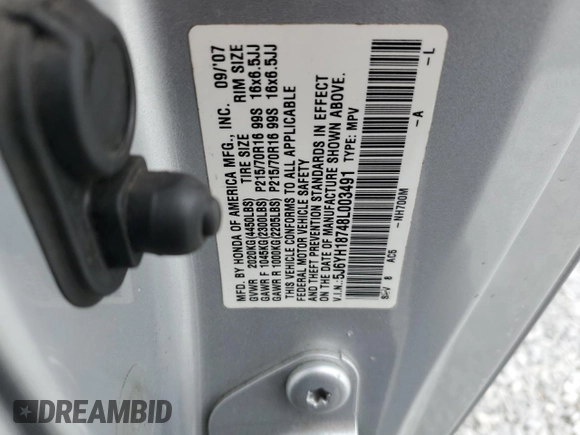 MFD. BY HONDA OF AMERICA MFG., INC. 09/'07
TIRE SIZE RIM SIZE
GVWR 2020KG(4450LBS)
GAWR F 1045KG(2300LBS) P215/70R16 99S 16x6.5JJ
GAWR R 1000KG(2205LBS) P215/70R16 99S 16x6.5JJ
THIS VEHICLE CONFORMS TO ALL APPLICABLE
FEDERAL MOTOR VEHICLE SAFETY
AND THEFT PREVENTION STANDARDS IN EFFECT
ON THE DATE OF MANUFACTURE SHOWN ABOVE.
V.I.N.: 5J6YH18748L003491 TYPE: MPV
-NH700M -A -L
8 AC5
DREAMBID